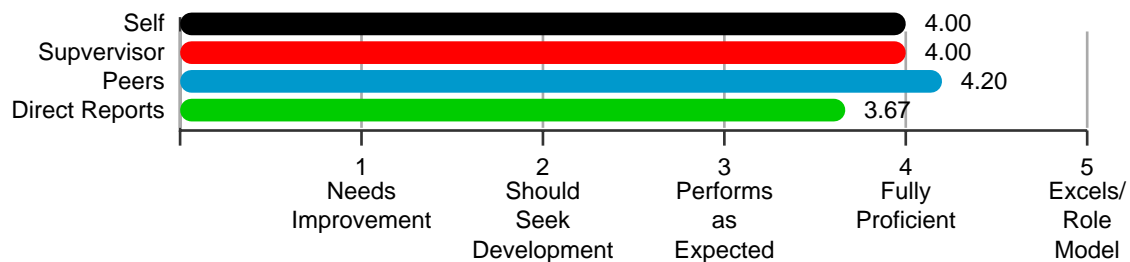 Self 4.00
Supvervisor 4.00
Peers 4.20
Direct Reports 3.67
1 2 3 4 5
Needs Should Performs Fully Excels/
Improvement Seek as Proficient Role
Development Expected Model